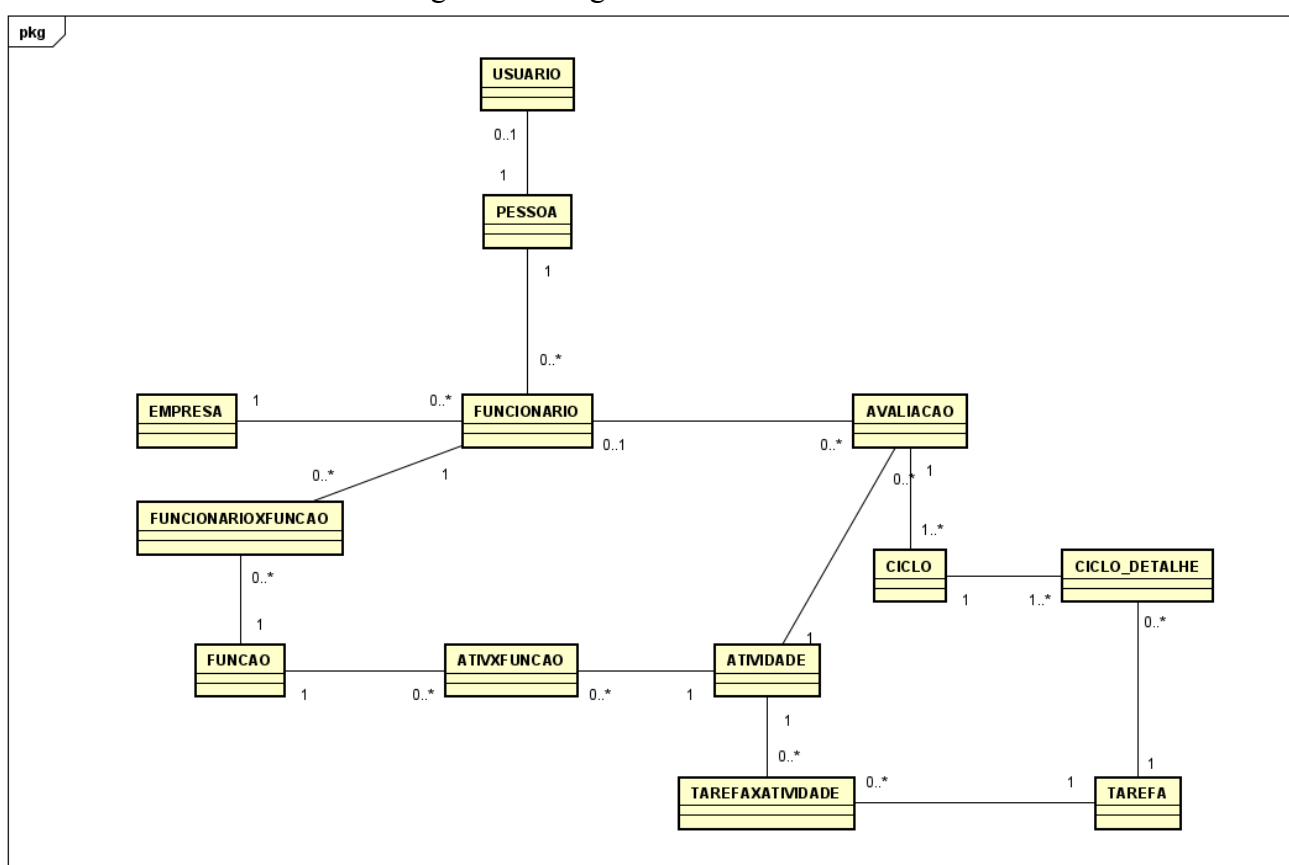 pkg
USUARIO
0..1
1
PESSOA
1
0..*
EMPRESA
1
0..*
FUNCIONARIO
0..1
0..*
AVALIACAO
0..*
1
0..*
1
FUNCIONARIOXFUNCAO
1..*
CICLO
1
1..*
CICLO_DETALHE
0..*
0..*
1
FUNCAO
1
0..*
ATIVXFUNCAO
0..*
1
ATIVIDADE
1
1
0..*
TAREFAXATIVIDADE
0..*
1
1
TAREFA